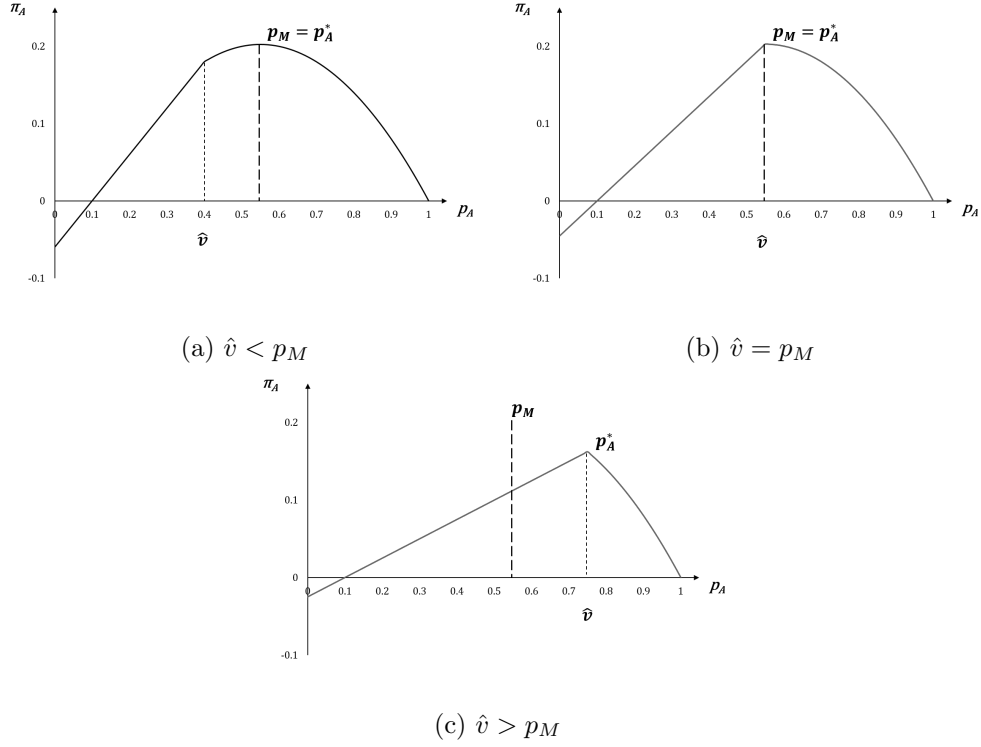 π_A
p_M = p_A^*
0.2
0.1
0
0 0.1 0.2 0.3 0.4 0.5 0.6 0.7 0.8 0.9 1
p_A
v̂
-0.1
(a) v̂ < p_M
π_A
p_M = p_A^*
0.2
0.1
0
0 0.1 0.2 0.3 0.4 0.5 0.6 0.7 0.8 0.9 1
p_A
v̂
-0.1
(b) v̂ = p_M
π_A
p_M
0.2
p_A^*
0.1
0
0 0.1 0.2 0.3 0.4 0.5 0.6 0.7 0.8 0.9 1
p_A
v̂
-0.1
(c) v̂ > p_M